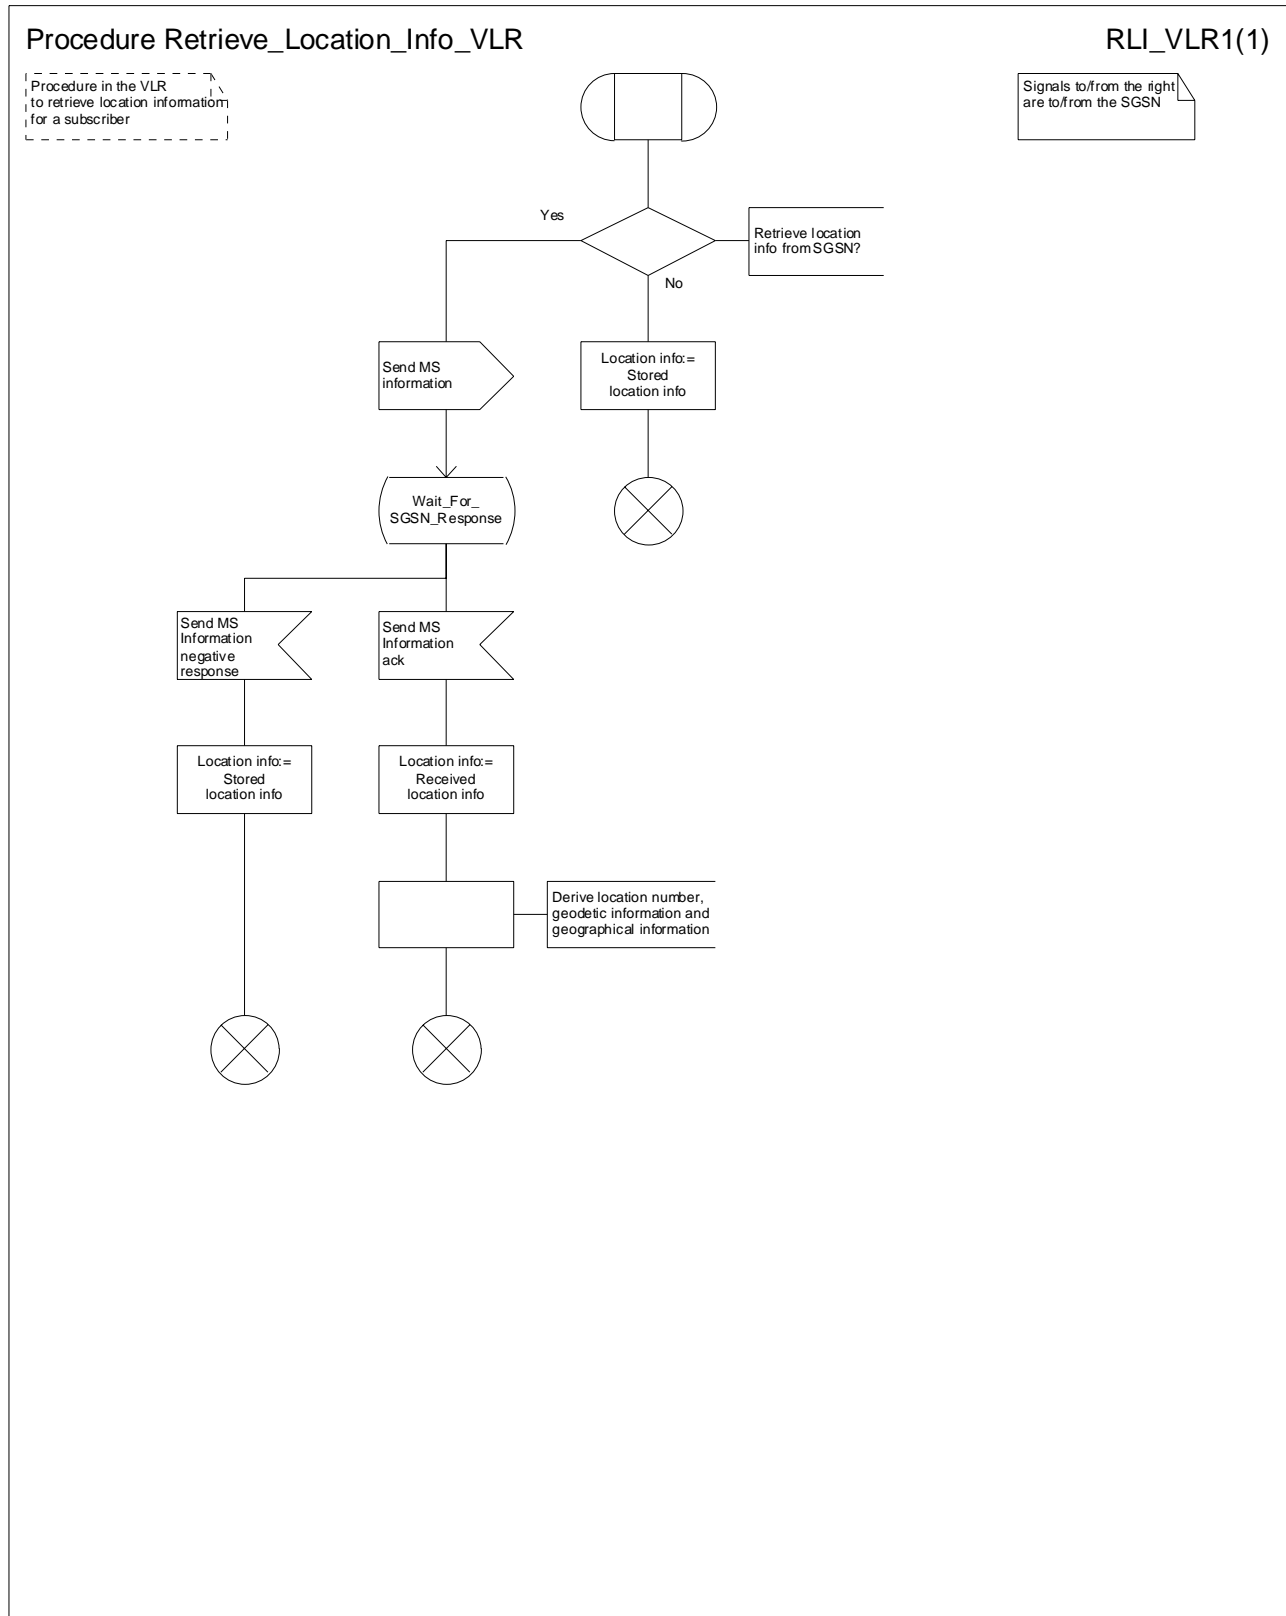 Procedure Retrieve_Location_Info_VLR
RLI_VLR1(1)
Procedure in the VLR
to retrieve location information
for a subscriber
Signals to/from the right
are to/from the SGSN
Yes
Retrieve location
info from SGSN?
No
Send MS
information
Location info:=
Stored
location info
Wait_For_
SGSN_Response
Send MS
Information
negative
response
Send MS
Information
ack
Location info:=
Stored
location info
Location info:=
Received
location info
Derive location number,
geodetic information and
geographical information